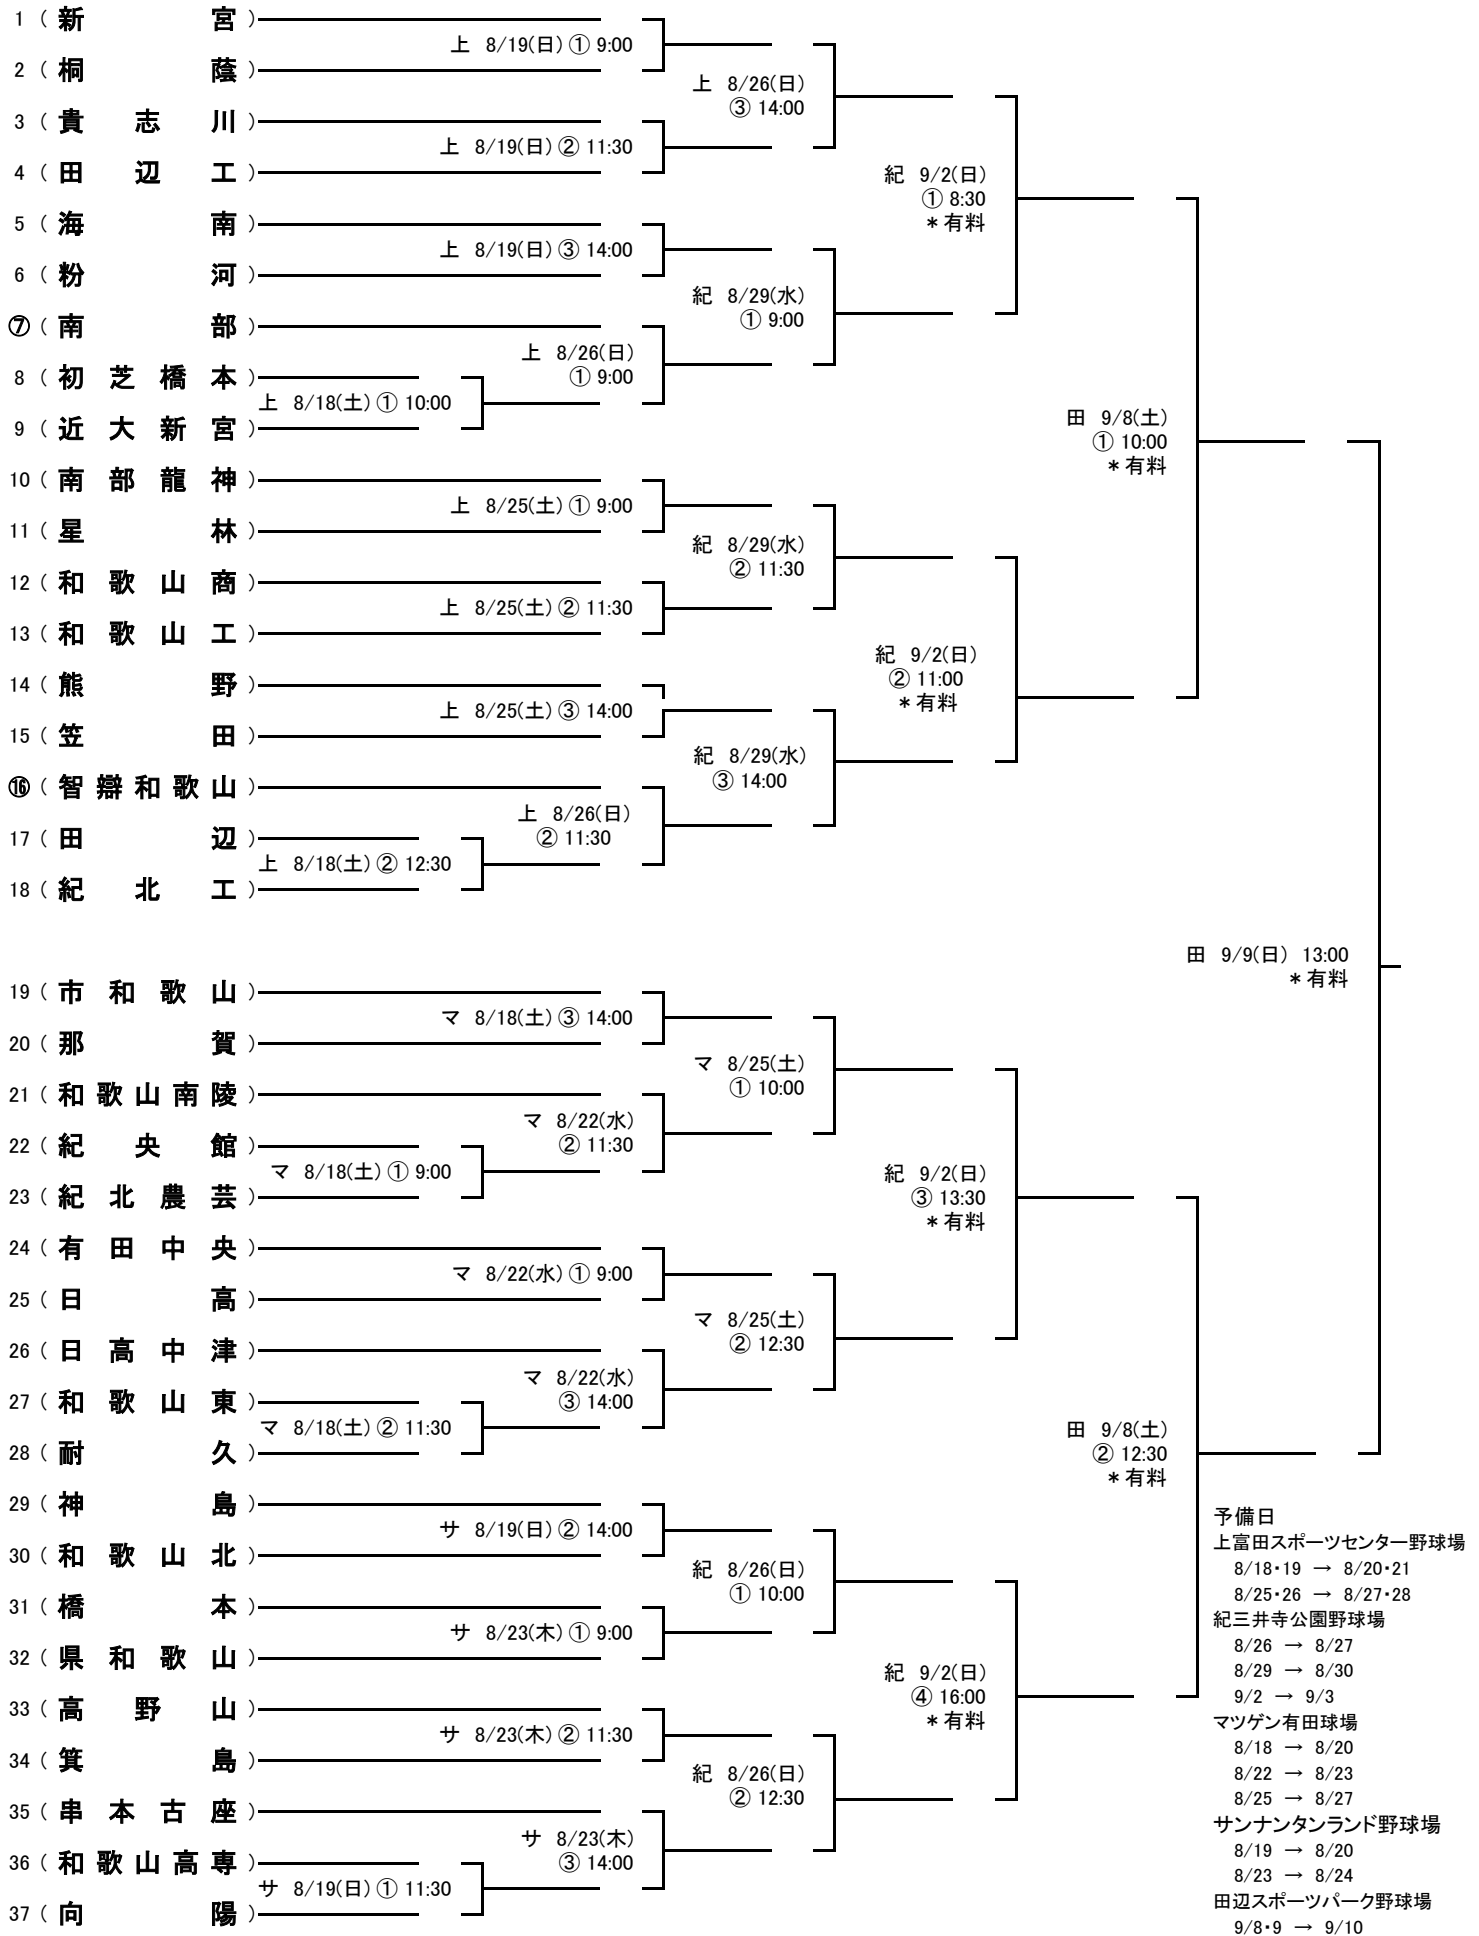 1 ( 新 宮 )
上 8/19(日) ① 9:00
2 ( 桐 蔭 )
上 8/26(日)
③ 14:00
3 ( 貴 志 川 )
上 8/19(日) ② 11:30
4 ( 田 辺 工 )
紀 9/2(日)
① 8:30
＊有料
5 ( 海 南 )
上 8/19(日) ③ 14:00
6 ( 粉 河 )
紀 8/29(水)
① 9:00
⑦ ( 南 部 )
上 8/26(日)
① 9:00
8 ( 初 芝 橋 本 )
上 8/18(土) ① 10:00
9 ( 近 大 新 宮 )
田 9/8(土)
① 10:00
＊有料
10 ( 南 部 龍 神 )
上 8/25(土) ① 9:00
11 ( 星 林 )
紀 8/29(水)
② 11:30
12 ( 和 歌 山 商 )
上 8/25(土) ② 11:30
13 ( 和 歌 山 工 )
紀 9/2(日)
② 11:00
＊有料
14 ( 熊 野 )
上 8/25(土) ③ 14:00
15 ( 笠 田 )
紀 8/29(水)
③ 14:00
⑯ ( 智 辯 和 歌 山 )
上 8/26(日)
② 11:30
17 ( 田 辺 )
上 8/18(土) ② 12:30
18 ( 紀 北 工 )
田 9/9(日) 13:00
＊有料
19 ( 市 和 歌 山 )
マ 8/18(土) ③ 14:00
20 ( 那 賀 )
マ 8/25(土)
① 10:00
21 ( 和 歌 山 南 陵 )
マ 8/22(水)
② 11:30
22 ( 紀 央 館 )
マ 8/18(土) ① 9:00
23 ( 紀 北 農 芸 )
紀 9/2(日)
③ 13:30
＊有料
24 ( 有 田 中 央 )
マ 8/22(水) ① 9:00
25 ( 日 高 )
マ 8/25(土)
② 12:30
26 ( 日 高 中 津 )
マ 8/22(水)
③ 14:00
27 ( 和 歌 山 東 )
マ 8/18(土) ② 11:30
28 ( 耐 久 )
田 9/8(土)
② 12:30
＊有料
29 ( 神 島 )
サ 8/19(日) ② 14:00
30 ( 和 歌 山 北 )
紀 8/26(日)
① 10:00
31 ( 橋 本 )
サ 8/23(木) ① 9:00
32 ( 県 和 歌 山 )
紀 9/2(日)
④ 16:00
＊有料
33 ( 高 野 山 )
サ 8/23(木) ② 11:30
34 ( 箕 島 )
紀 8/26(日)
② 12:30
35 ( 串 本 古 座 )
サ 8/23(木)
③ 14:00
36 ( 和 歌 山 高 専 )
サ 8/19(日) ① 11:30
37 ( 向 陽 )
予備日
上富田スポーツセンター野球場
8/18・19 → 8/20・21
8/25・26 → 8/27・28
紀三井寺公園野球場
8/26 → 8/27
8/29 → 8/30
9/2 → 9/3
マツゲン有田球場
8/18 → 8/20
8/22 → 8/23
8/25 → 8/27
サンナンタンランド野球場
8/19 → 8/20
8/23 → 8/24
田辺スポーツパーク野球場
9/8・9 → 9/10